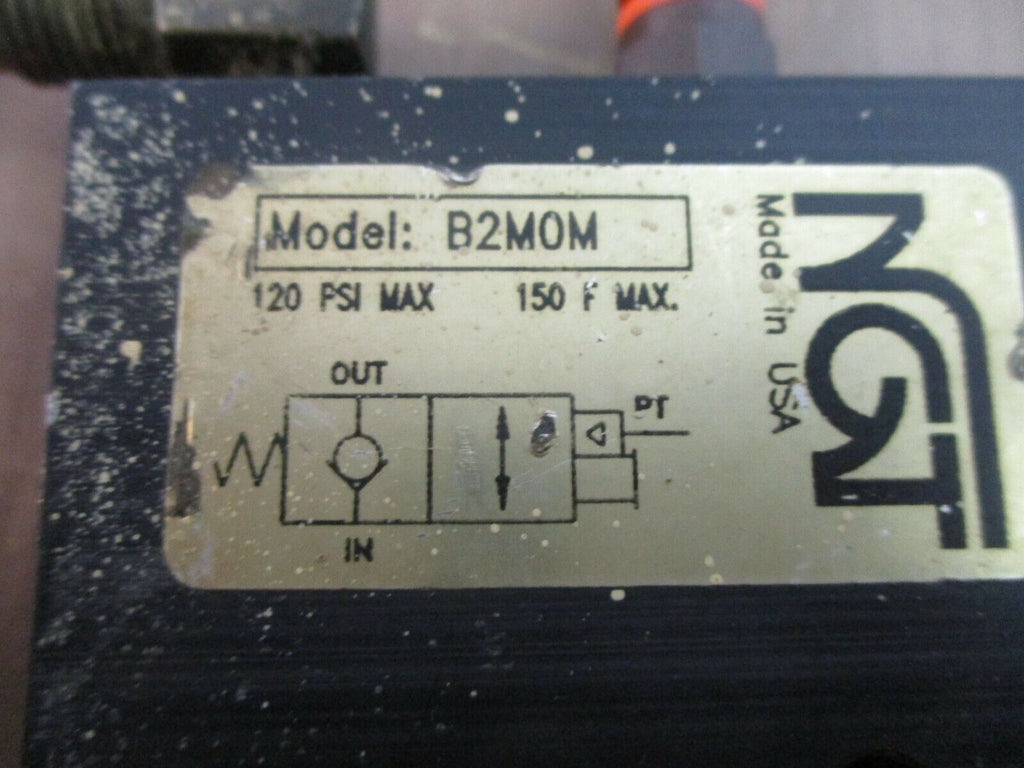 Model: B2M0M
120 PSI MAX 150 F MAX.
OUT
PT
IN
Made in USA
NGT